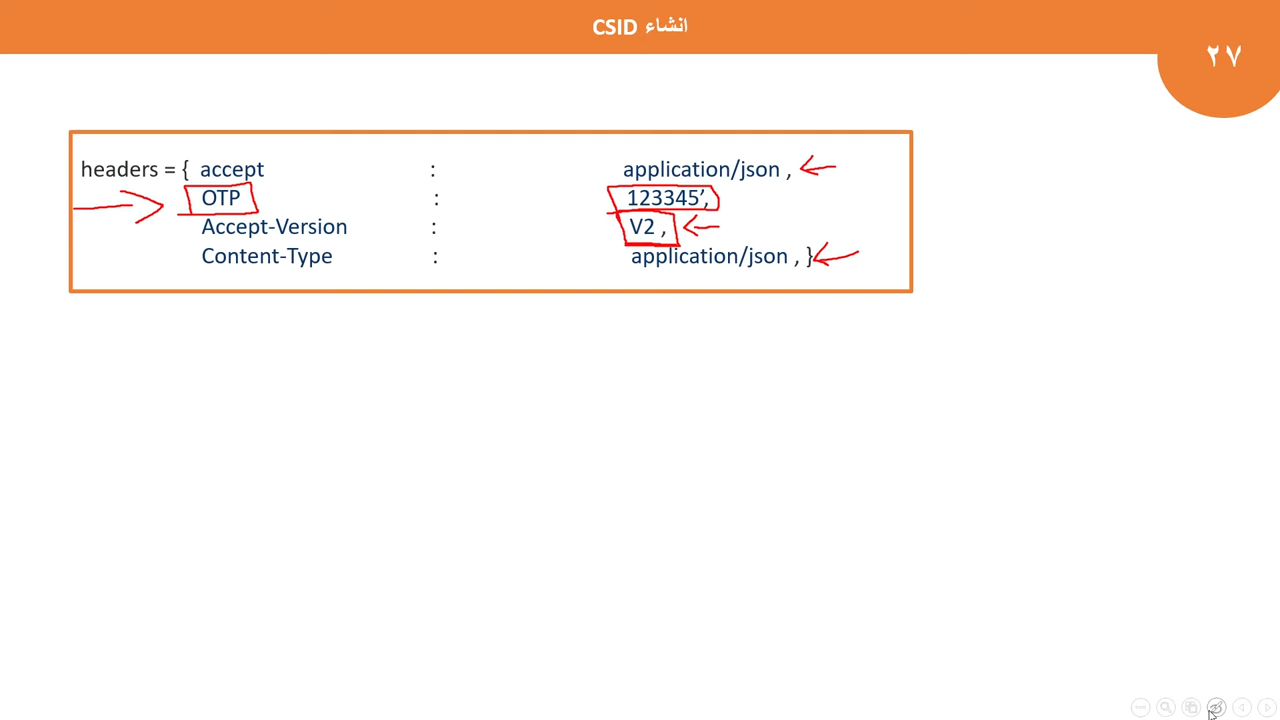 انشاء CSID
٢٧
headers = { accept : application/json ,
OTP : 123345’,
Accept-Version : V2 ,
Content-Type : application/json , }